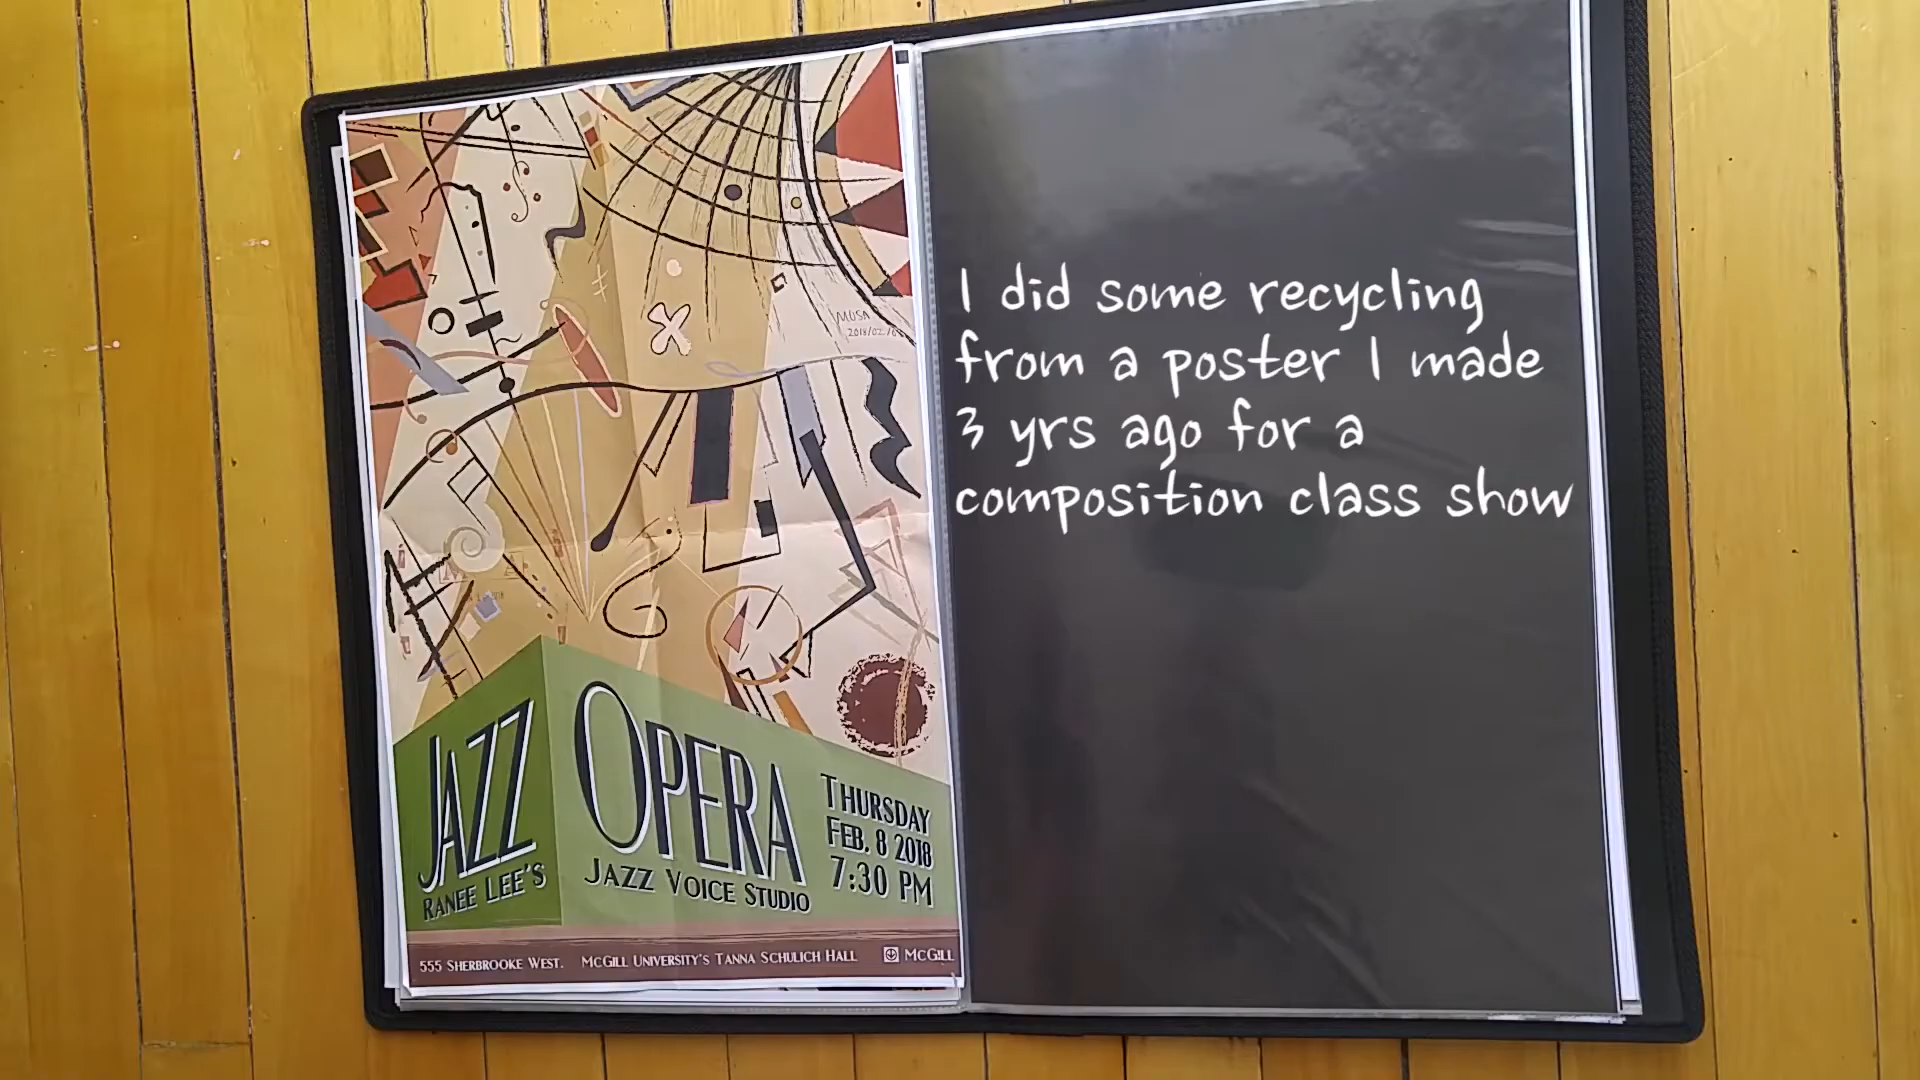 MUSA
JAZZ
RANEE LEE'S
OPERA
JAZZ VOICE STUDIO
THURSDAY
FEB. 8 2018
7:30 PM
555 SHERBROOKE WEST. MCGILL UNIVERSITY'S TANNA SCHULICH HALL MCGILL
I did some recycling
from a poster I made
3 yrs ago for a
composition class show